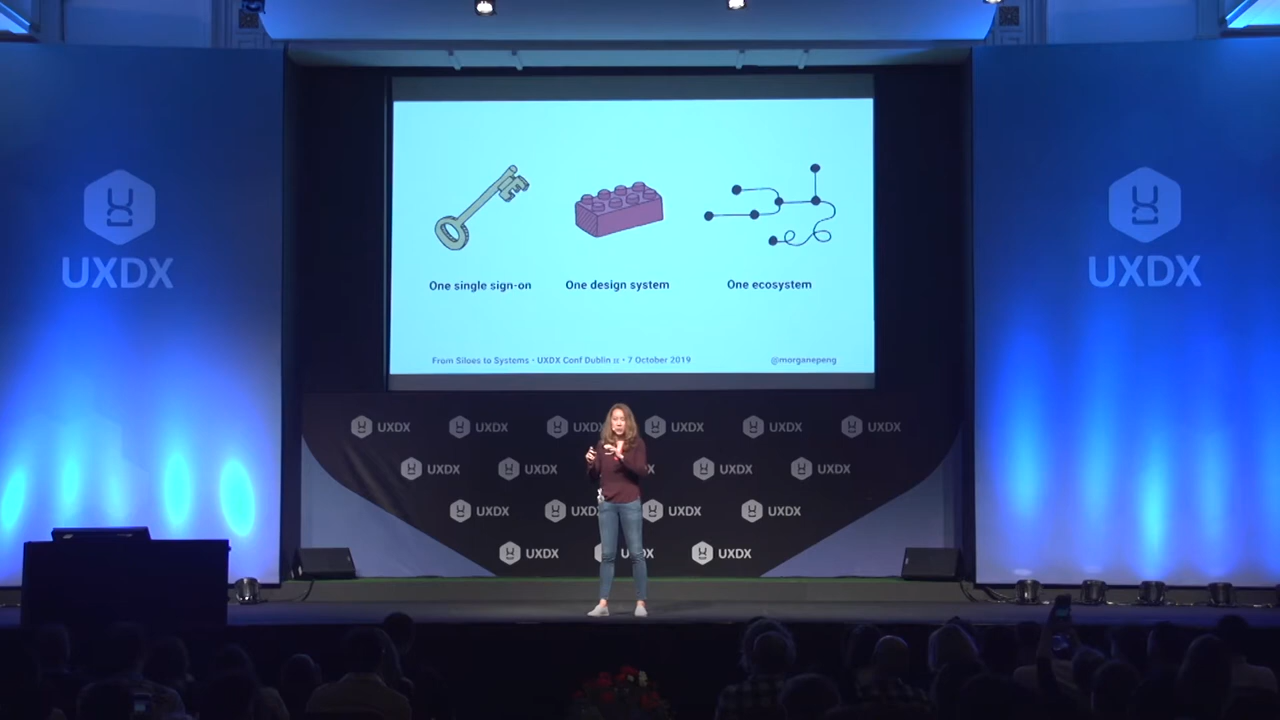 One single sign-on
One design system
One ecosystem
From Siloes to Systems • UXDX Conf Dublin • 7 October 2019
@morganepeng
UXDX
UXDX
UXDX UXDX UXDX UXDX UXDX UXDX
UXDX UXDX UXDX UXDX
UXDX UXDX UXDX UXDX
UXDX UXDX UXDX